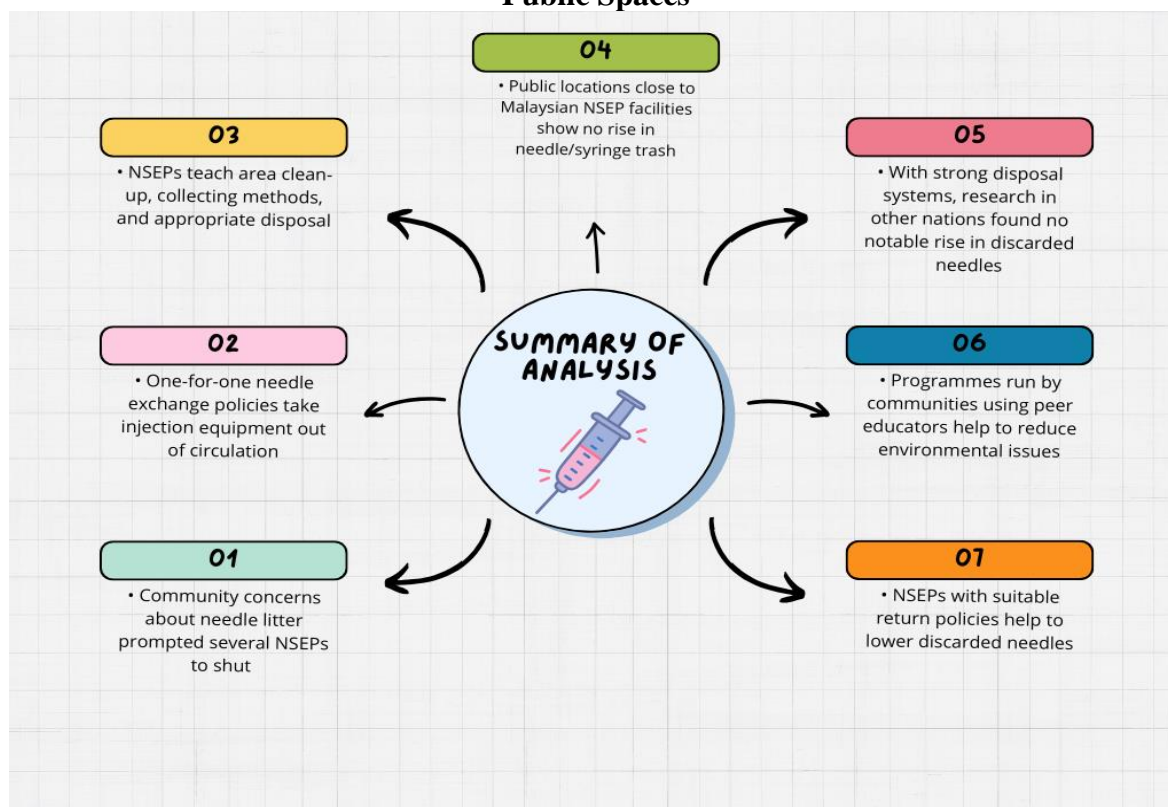 Public Spaces
04
• Public locations close to
Malaysian NSEP facilities
show no rise in
needle/syringe trash
03
• NSEPs teach area clean-
up, collecting methods,
and appropriate disposal
05
• With strong disposal
systems, research in
other nations found no
notable rise in discarded
needles
SUMMARY OF
ANALYSIS
02
• One-for-one needle
exchange policies take
injection equipment out
of circulation
06
• Programmes run by
communities using peer
educators help to reduce
environmental issues
01
• Community concerns
about needle litter
prompted several NSEPs
to shut
07
• NSEPs with suitable
return policies help to
lower discarded needles